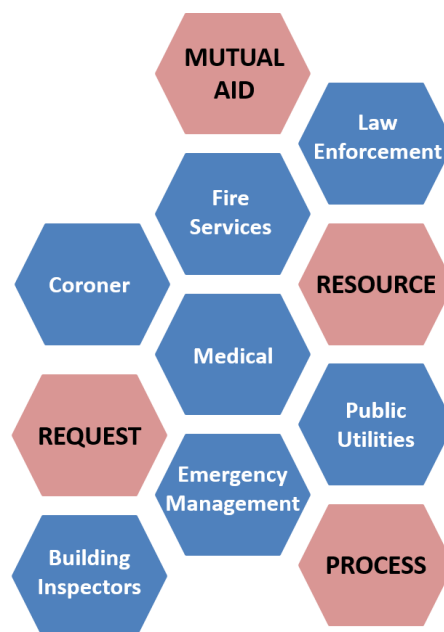 MUTUAL
AID
Law
Enforcement
Fire
Services
Coroner
RESOURCE
Medical
REQUEST
Public
Utilities
Emergency
Management
Building
Inspectors
PROCESS